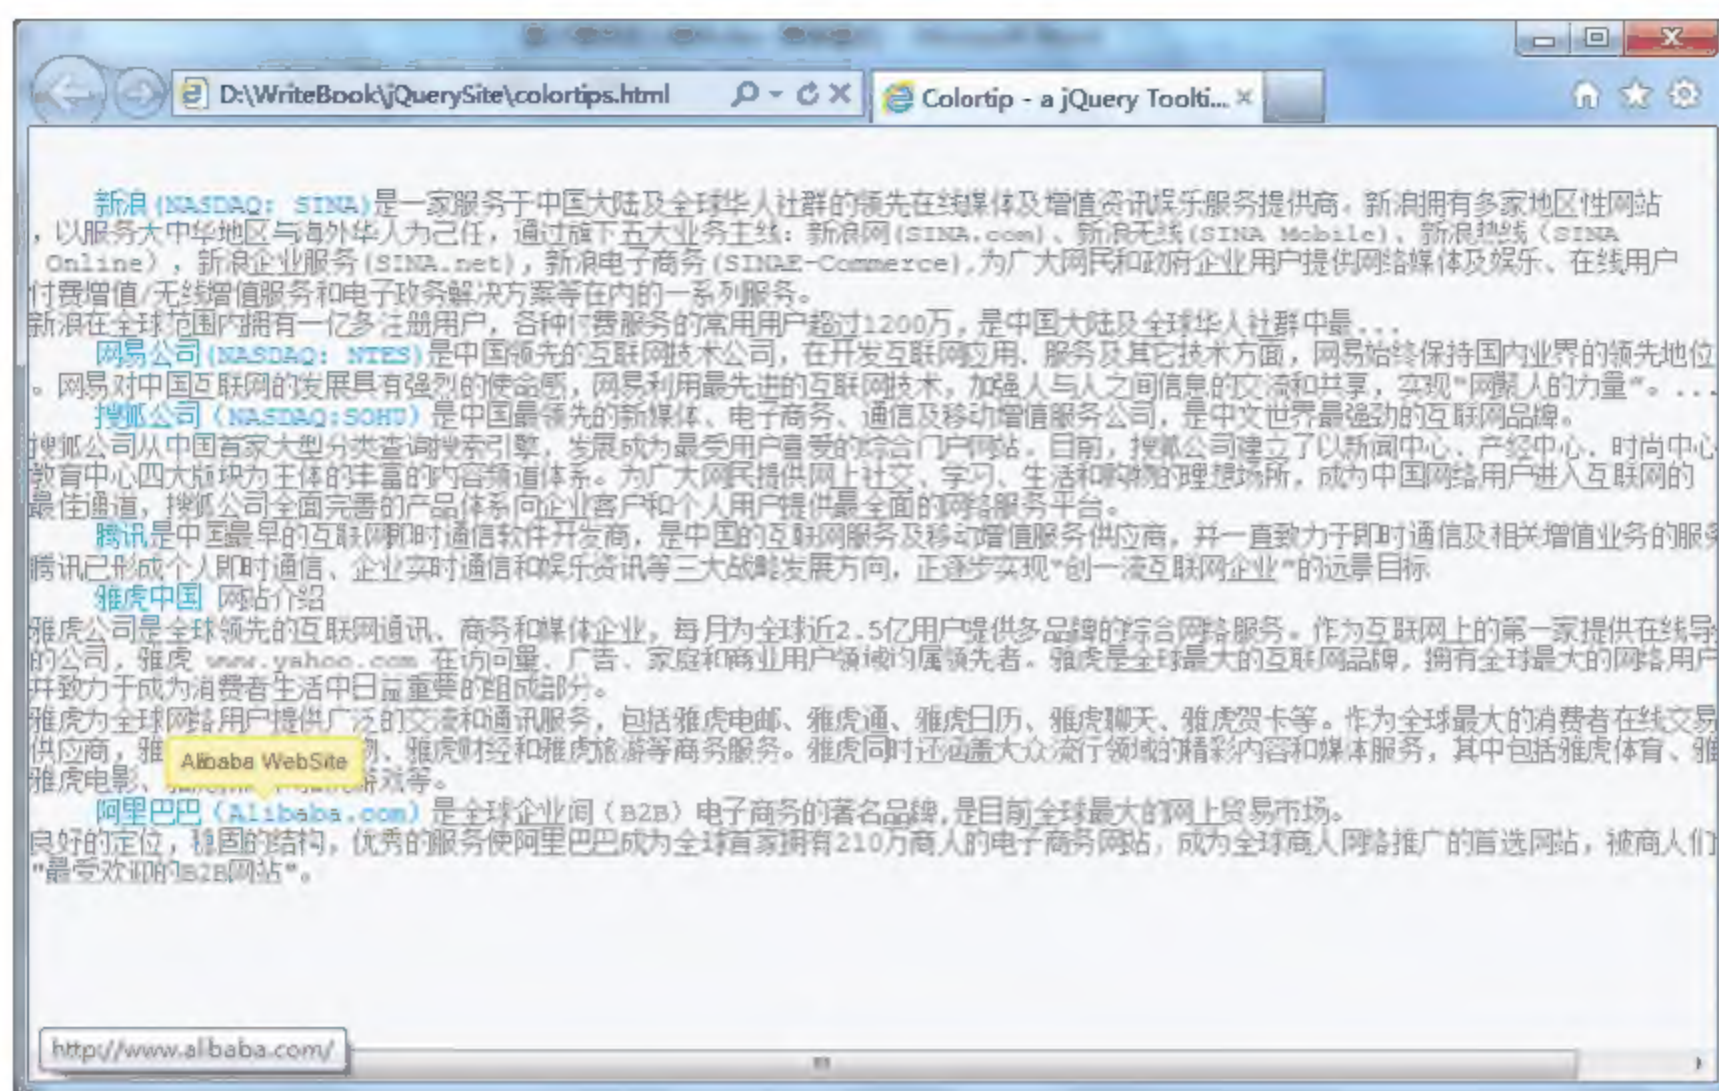 D:\WriteBook\jQuerySite\colortips.html
Colortip - a jQuery Toolti...
新浪(NASDAQ: SINA)是一家服务于中国大陆及全球华人社群的领先在线媒体及增值资讯娱乐服务提供商。新浪拥有多家地区性网站
，以服务大中华地区与海外华人为己任，通过旗下五大业务主线：新浪网(SINA.com)、新浪无线(SINA Mobile)、新浪热线（SINA
Online），新浪企业服务(SINA.net)，新浪电子商务(SINAE-Commerce),为广大网民和政府企业用户提供网络媒体及娱乐、在线用户
付费增值/无线增值服务和电子政务解决方案等在内的一系列服务。
新浪在全球范围内拥有一亿多注册用户，各种付费服务的常用用户超过1200万，是中国大陆及全球华人社群中最...
网易公司(NASDAQ: NTES)是中国领先的互联网技术公司，在开发互联网应用、服务及其它技术方面，网易始终保持国内业界的领先地位
。网易对中国互联网的发展具有强烈的使命感，网易利用最先进的互联网技术，加强人与人之间信息的交流和共享，实现"网聚人的力量"。...
搜狐公司（NASDAQ:SOHU）是中国最领先的新媒体、电子商务、通信及移动增值服务公司，是中文世界最强劲的互联网品牌。
搜狐公司从中国首家大型分类查询搜索引擎，发展成为最受用户喜爱的综合门户网站。目前，搜狐公司建立了以新闻中心、产经中心、时尚中心
教育中心四大版块为主体的丰富的内容频道体系。为广大网民提供网上社交、学习、生活和购物的理想场所，成为中国网络用户进入互联网的
最佳通道，搜狐公司全面完善的产品体系向企业客户和个人用户提供最全面的网络服务平台。
腾讯是中国最早的互联网即时通信软件开发商，是中国的互联网服务及移动增值服务供应商，并一直致力于即时通信及相关增值业务的服务
腾讯已形成个人即时通信、企业实时通信和娱乐资讯等三大战略发展方向，正逐步实现"创一流互联网企业"的远景目标
雅虎中国 网站介绍
雅虎公司是全球领先的互联网通讯、商务和媒体企业，每月为全球近2.5亿用户提供多品牌的综合网络服务。作为互联网上的第一家提供在线导
的公司，雅虎 www.yahoo.com 在访问量、广告、家庭和商业用户领域均属领先者。雅虎是全球最大的互联网品牌，拥有全球最大的网络用户
并致力于成为消费者生活中日益重要的组成部分。
雅虎为全球网络用户提供广泛的交流和通讯服务，包括雅虎电邮、雅虎通、雅虎日历、雅虎聊天、雅虎贺卡等。作为全球最大的消费者在线交易
供应商，雅 、雅虎财经和雅虎旅游等商务服务。雅虎同时还涵盖大众流行领域的精彩内容和媒体服务，其中包括雅虎体育、雅
Alibaba WebSite
雅虎电影、 游戏等。
阿里巴巴（Alibaba.com）是全球企业间（B2B）电子商务的著名品牌,是目前全球最大的网上贸易市场。
良好的定位，稳固的结构，优秀的服务使阿里巴巴成为全球首家拥有210万商人的电子商务网站，成为全球商人网络推广的首选网站，被商人们
"最受欢迎的B2B网站"。
http://www.alibaba.com/